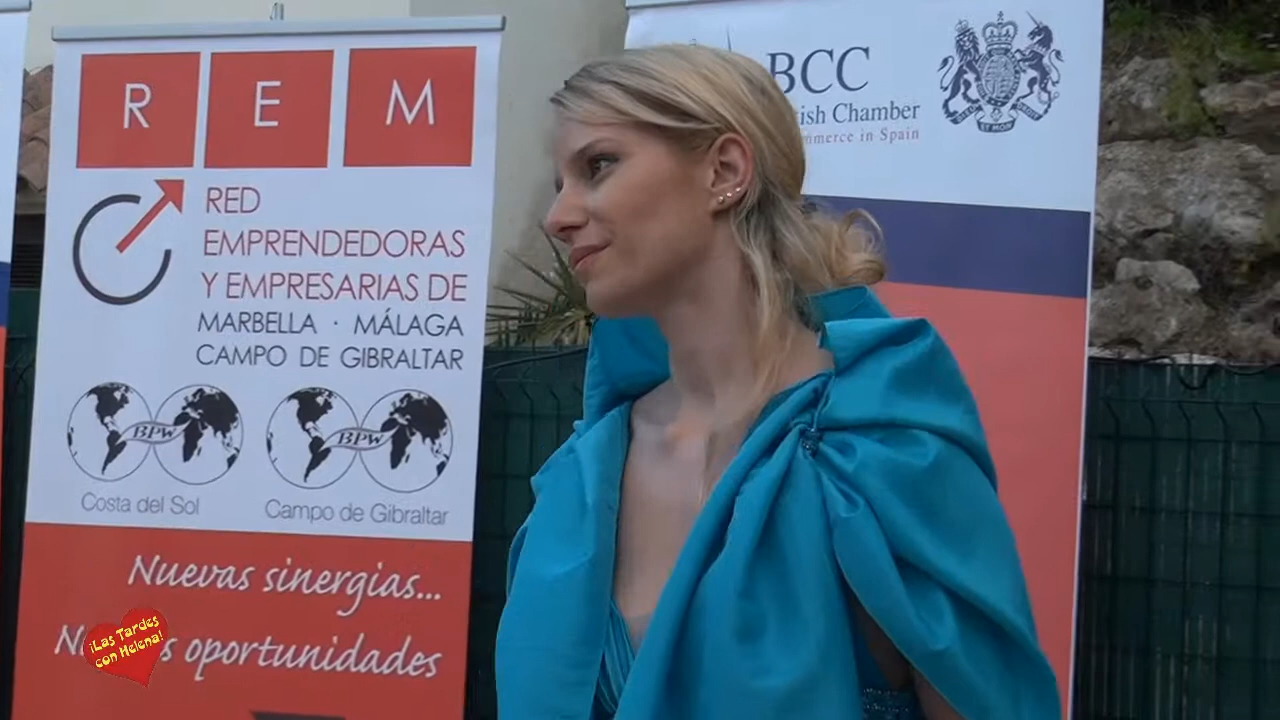 R E M
RED
EMPRENDEDORAS
Y EMPRESARIAS DE
MARBELLA · MÁLAGA
CAMPO DE GIBRALTAR
BPW
BPW
Costa del Sol
Campo de Gibraltar
Nuevas sinergias...
oportunidades
¡Las Tardes
con Helena!
BCC
ish Chamber
mmerce in Spain